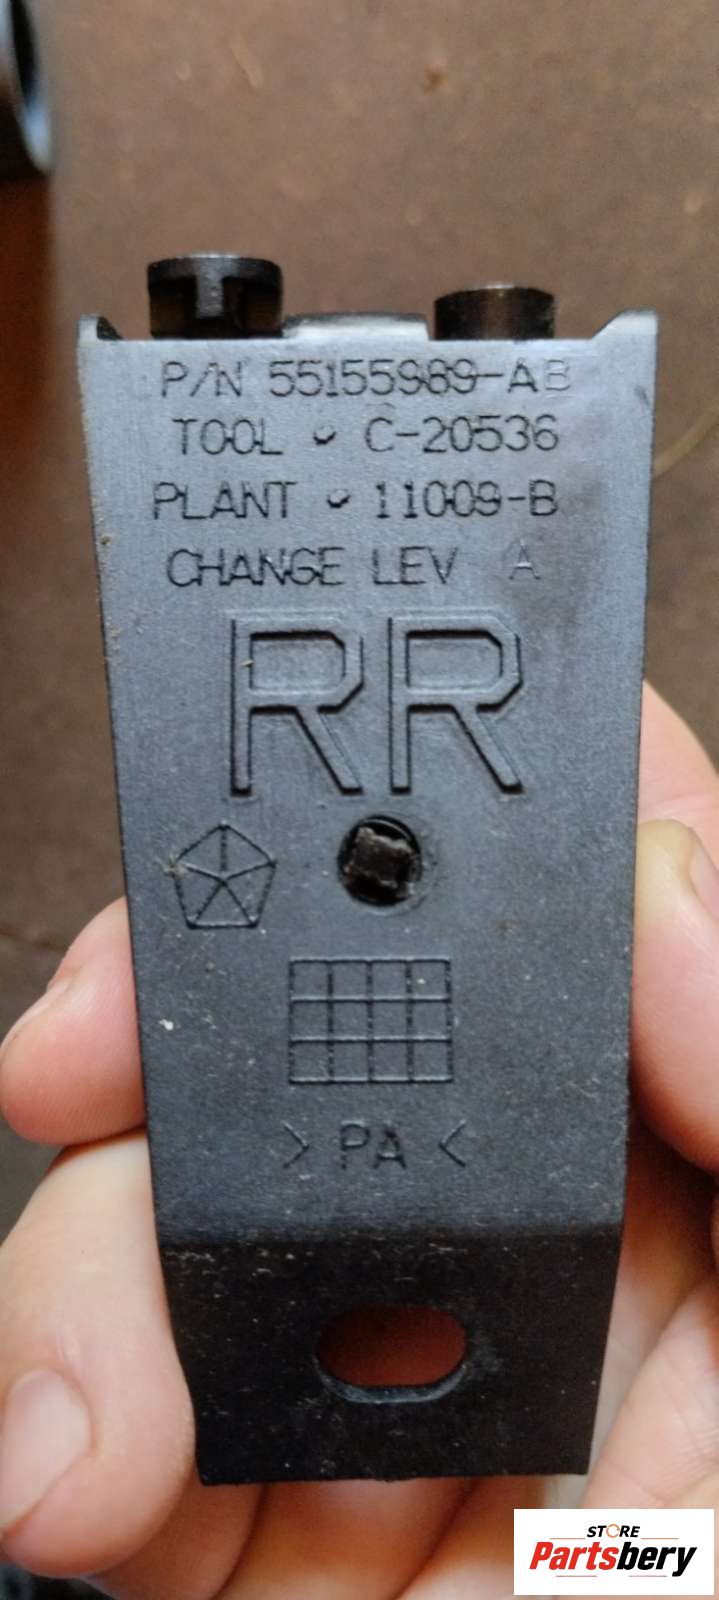 P/N 55155989-AB
TOOL - C-20536
PLANT - 11009-B
CHANGE LEV A
RR
>PA<
STORE
Partsbery